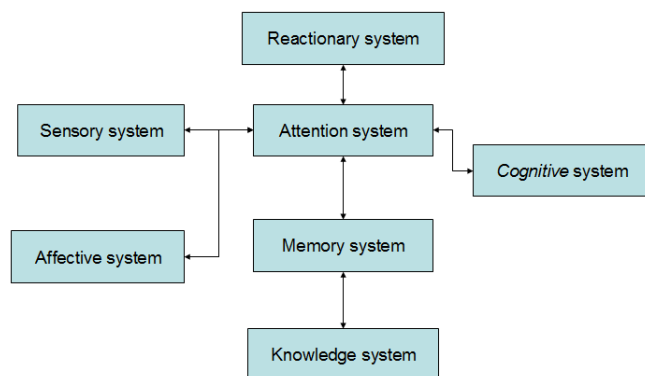 Reactionary system
Sensory system
Attention system
Cognitive system
Affective system
Memory system
Knowledge system